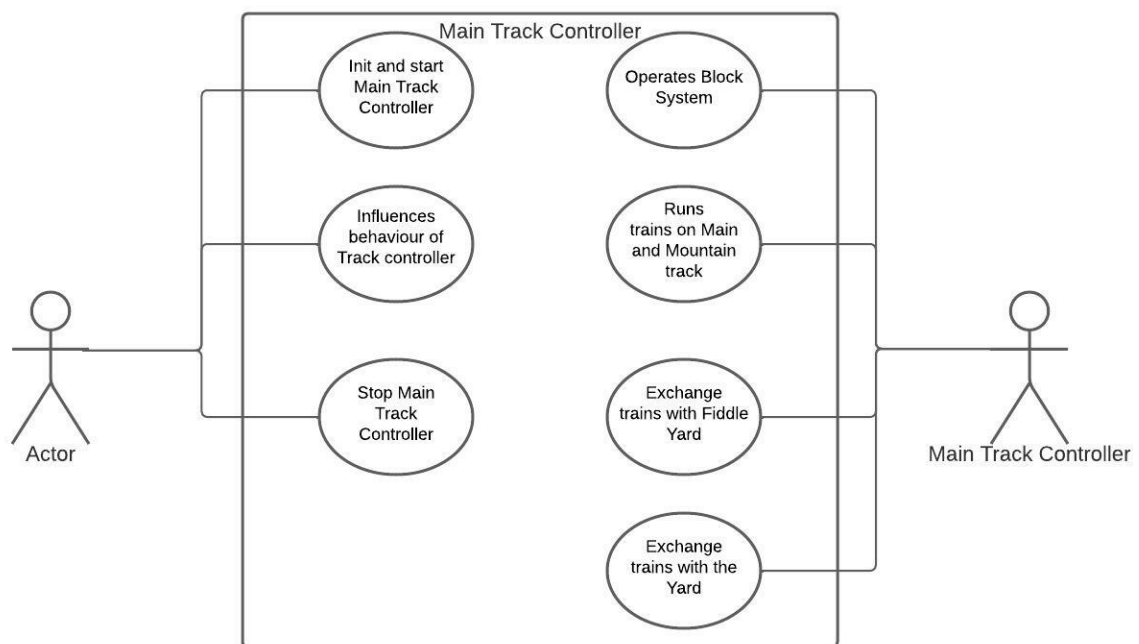 Main Track Controller
Init and start
Main Track
Controller
Operates Block
System
Influences
behaviour of
Track controller
Runs
trains on Main
and Mountain
track
Stop Main
Track
Controller
Exchange
trains with Fiddle
Yard
Actor
Main Track Controller
Exchange
trains with the
Yard